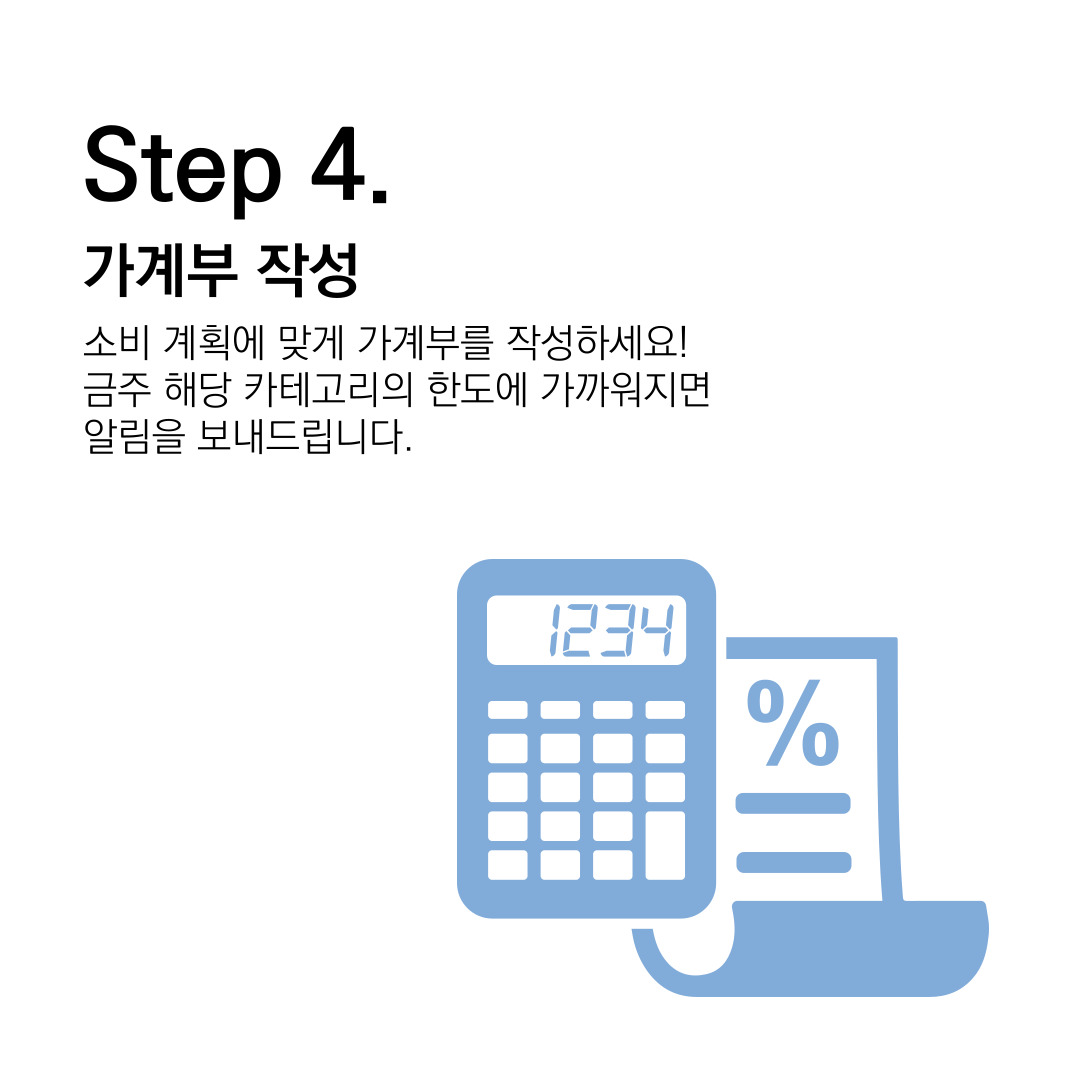 Step 4.
가계부 작성
소비 계획에 맞게 가계부를 작성하세요!
금주 해당 카테고리의 한도에 가까워지면
알림을 보내드립니다.
1234
%